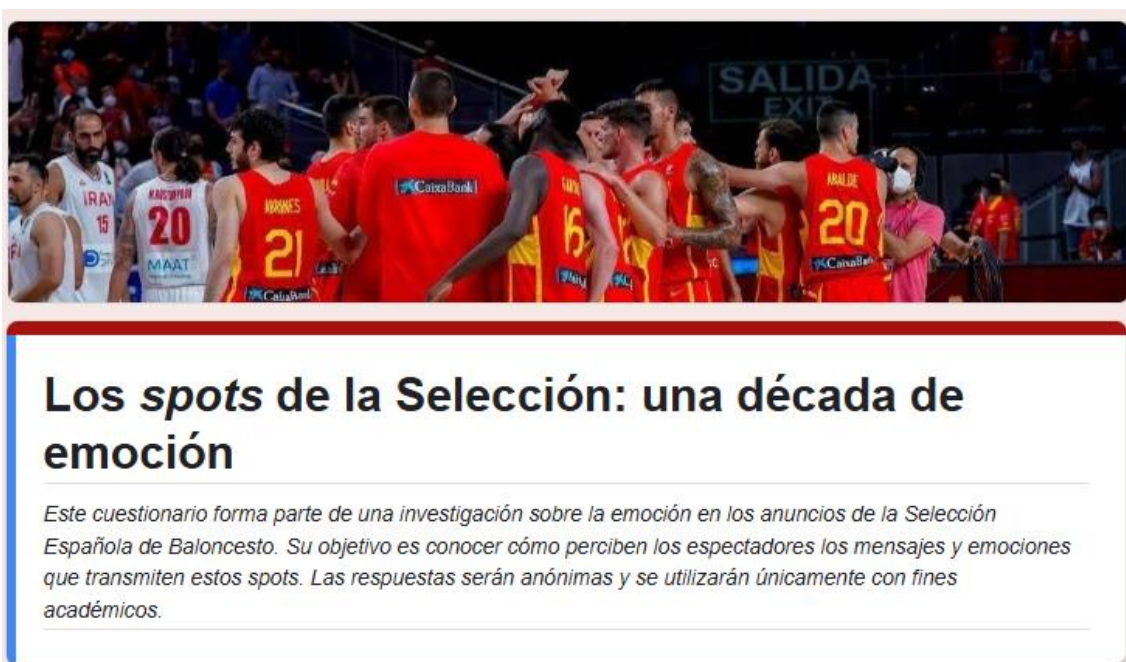 SALIDA
EXIT
CaixaBank
IRAN
15
20
MAAT
21
CaixaBank
16
20
CaixaBank
Los spots de la Selección: una década de
emoción
Este cuestionario forma parte de una investigación sobre la emoción en los anuncios de la Selección
Española de Baloncesto. Su objetivo es conocer cómo perciben los espectadores los mensajes y emociones
que transmiten estos spots. Las respuestas serán anónimas y se utilizarán únicamente con fines
académicos.